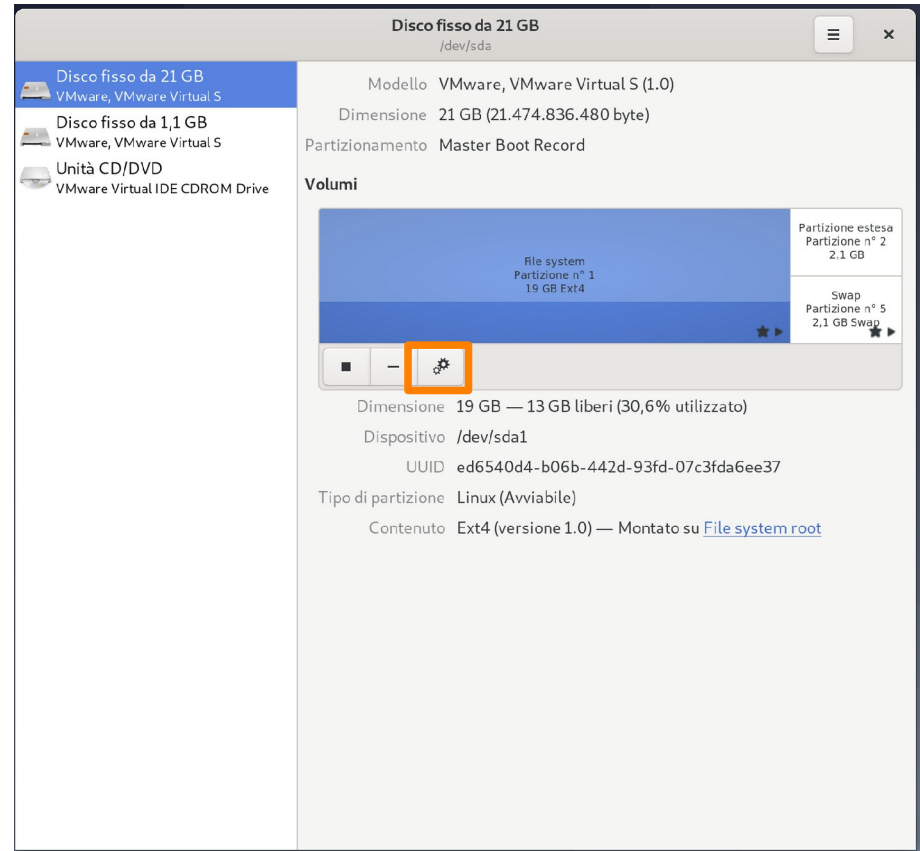 Disco fisso da 21 GB
/dev/sda
Disco fisso da 21 GB
VMware, VMware Virtual S
Disco fisso da 1,1 GB
VMware, VMware Virtual S
Unità CD/DVD
VMware Virtual IDE CDROM Drive
Modello VMware, VMware Virtual S (1.0)
Dimensione 21 GB (21.474.836.480 byte)
Partizionamento Master Boot Record
Volumi
File system
Partizione n° 1
19 GB Ext4
Partizione estesa
Partizione n° 2
2,1 GB
Swap
Partizione n° 5
2,1 GB Swap
Dimensione 19 GB — 13 GB liberi (30,6% utilizzato)
Dispositivo /dev/sda1
UUID ed6540d4-b06b-442d-93fd-07c3fda6ee37
Tipo di partizione Linux (Avviabile)
Contenuto Ext4 (versione 1.0) — Montato su File system root